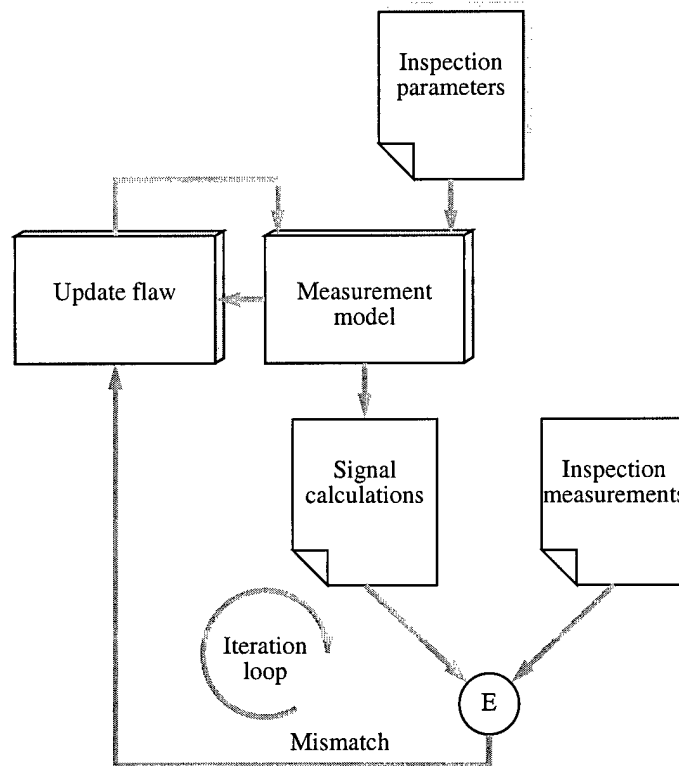 Inspection
parameters
Update flaw
Measurement
model
Signal
calculations
Inspection
measurements
Iteration
loop
E
Mismatch